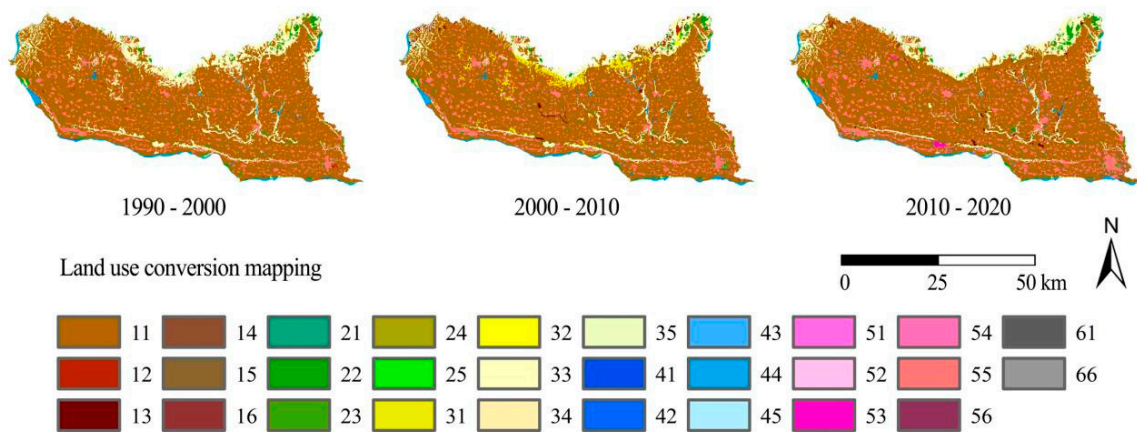 1990 - 2000 2000 - 2010 2010 - 2020
N
Land use conversion mapping
0 25 50 km
11 14 21 24 32 35 43 51 54 61
12 15 22 25 33 41 44 52 55 66
13 16 23 31 34 42 45 53 56